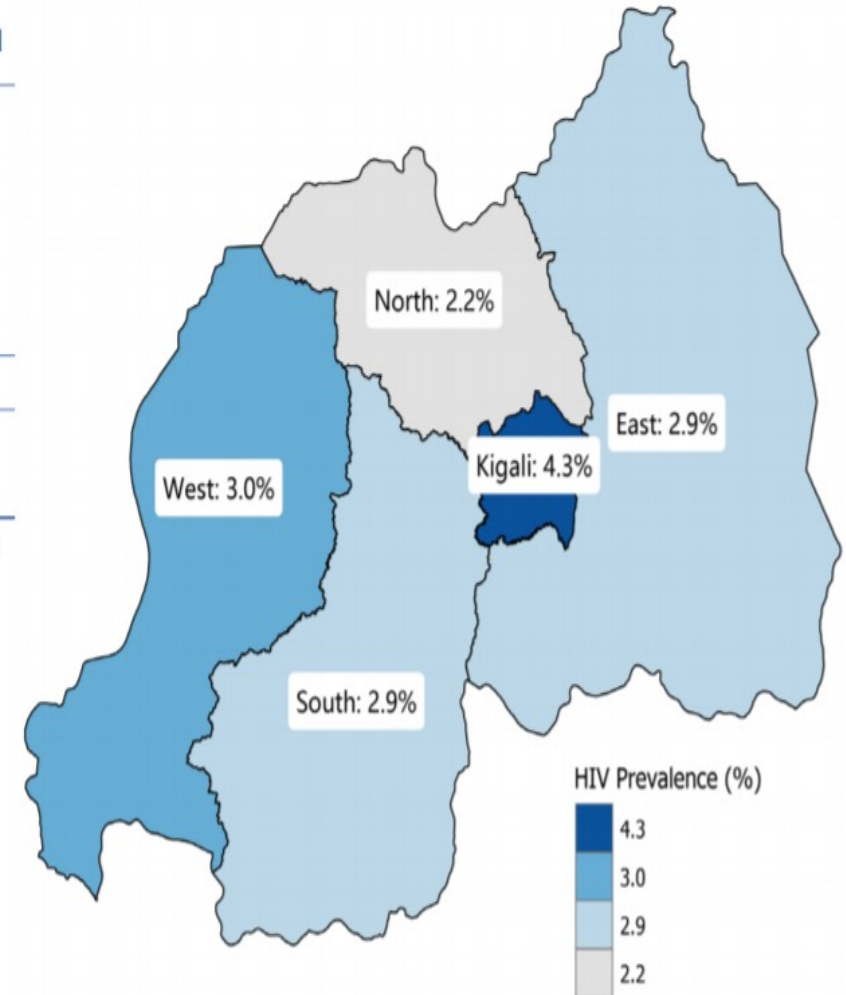 North: 2.2%
East: 2.9%
Kigali: 4.3%
West: 3.0%
South: 2.9%
HIV Prevalence (%)
4.3
3.0
2.9
2.2